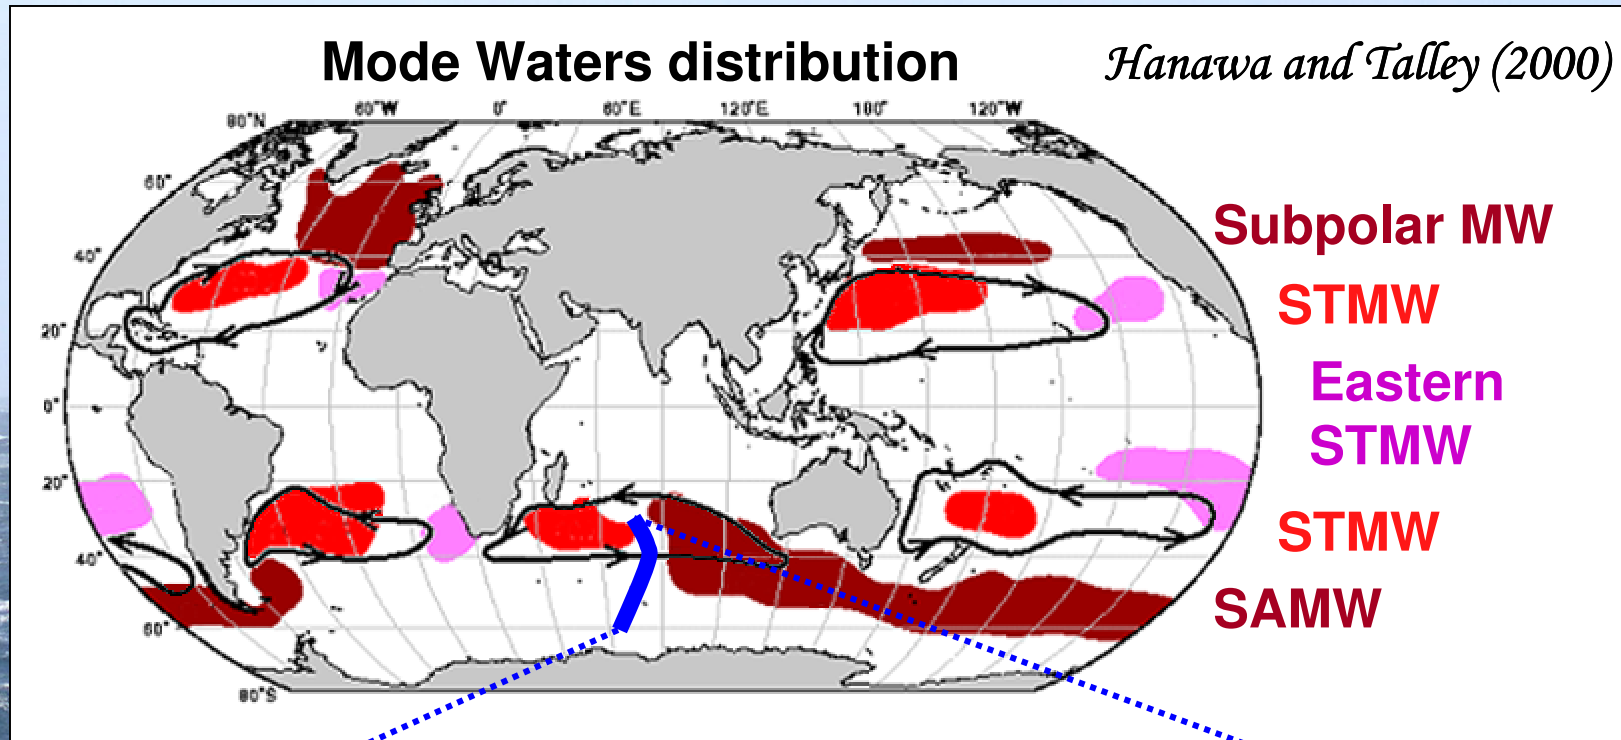 Mode Waters distribution
Hanawa and Talley (2000)
60°W 0° 60°E 120°E 180° 120°W
80°N
60°
40°
20°
0°
20°
40°
60°
80°S
Subpolar MW
STMW
Eastern
STMW
STMW
SAMW